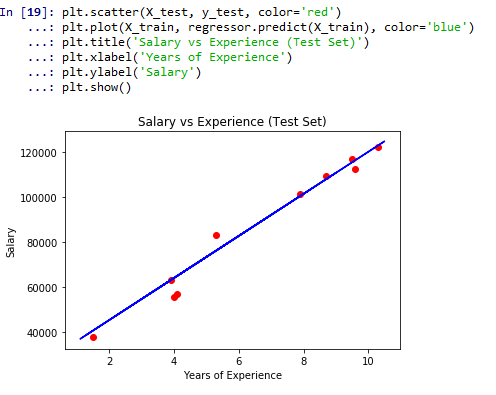 In [19]: plt.scatter(X_test, y_test, color='red')
...: plt.plot(X_train, regressor.predict(X_train), color='blue')
...: plt.title('Salary vs Experience (Test Set)')
...: plt.xlabel('Years of Experience')
...: plt.ylabel('Salary')
...: plt.show()
Salary vs Experience (Test Set)
120000
100000
80000
60000
40000
Salary
2 4 6 8 10
Years of Experience